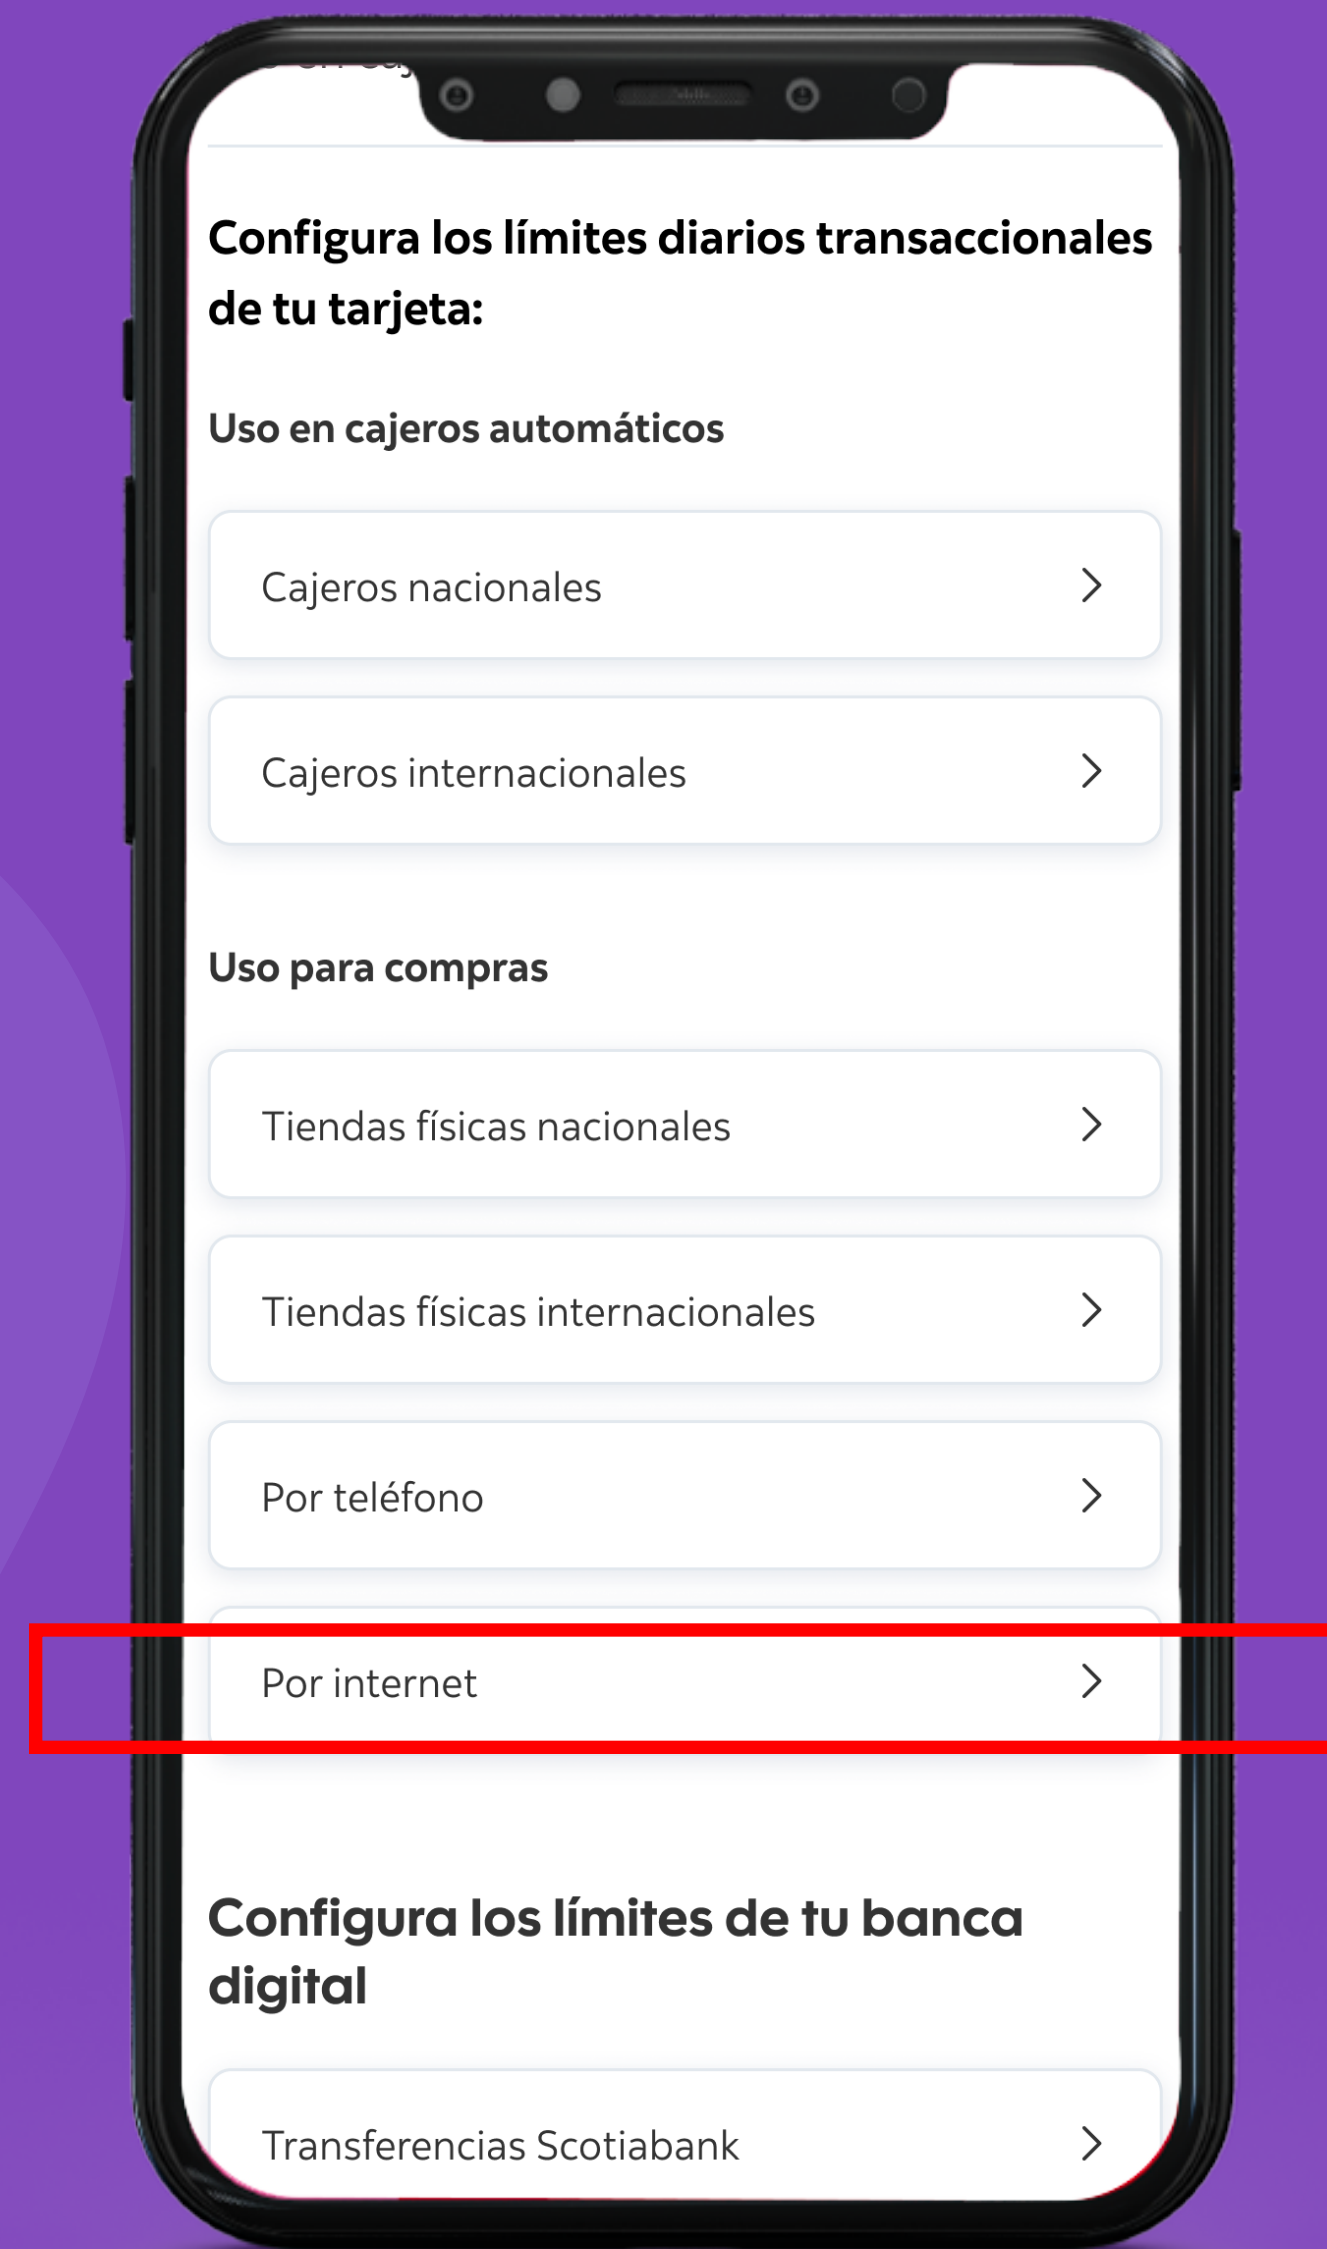 Configura los límites diarios transaccionales
de tu tarjeta:
Uso en cajeros automáticos
Cajeros nacionales
Cajeros internacionales
Uso para compras
Tiendas físicas nacionales
Tiendas físicas internacionales
Por teléfono
Por internet
Configura los límites de tu banca
digital
Transferencias Scotiabank